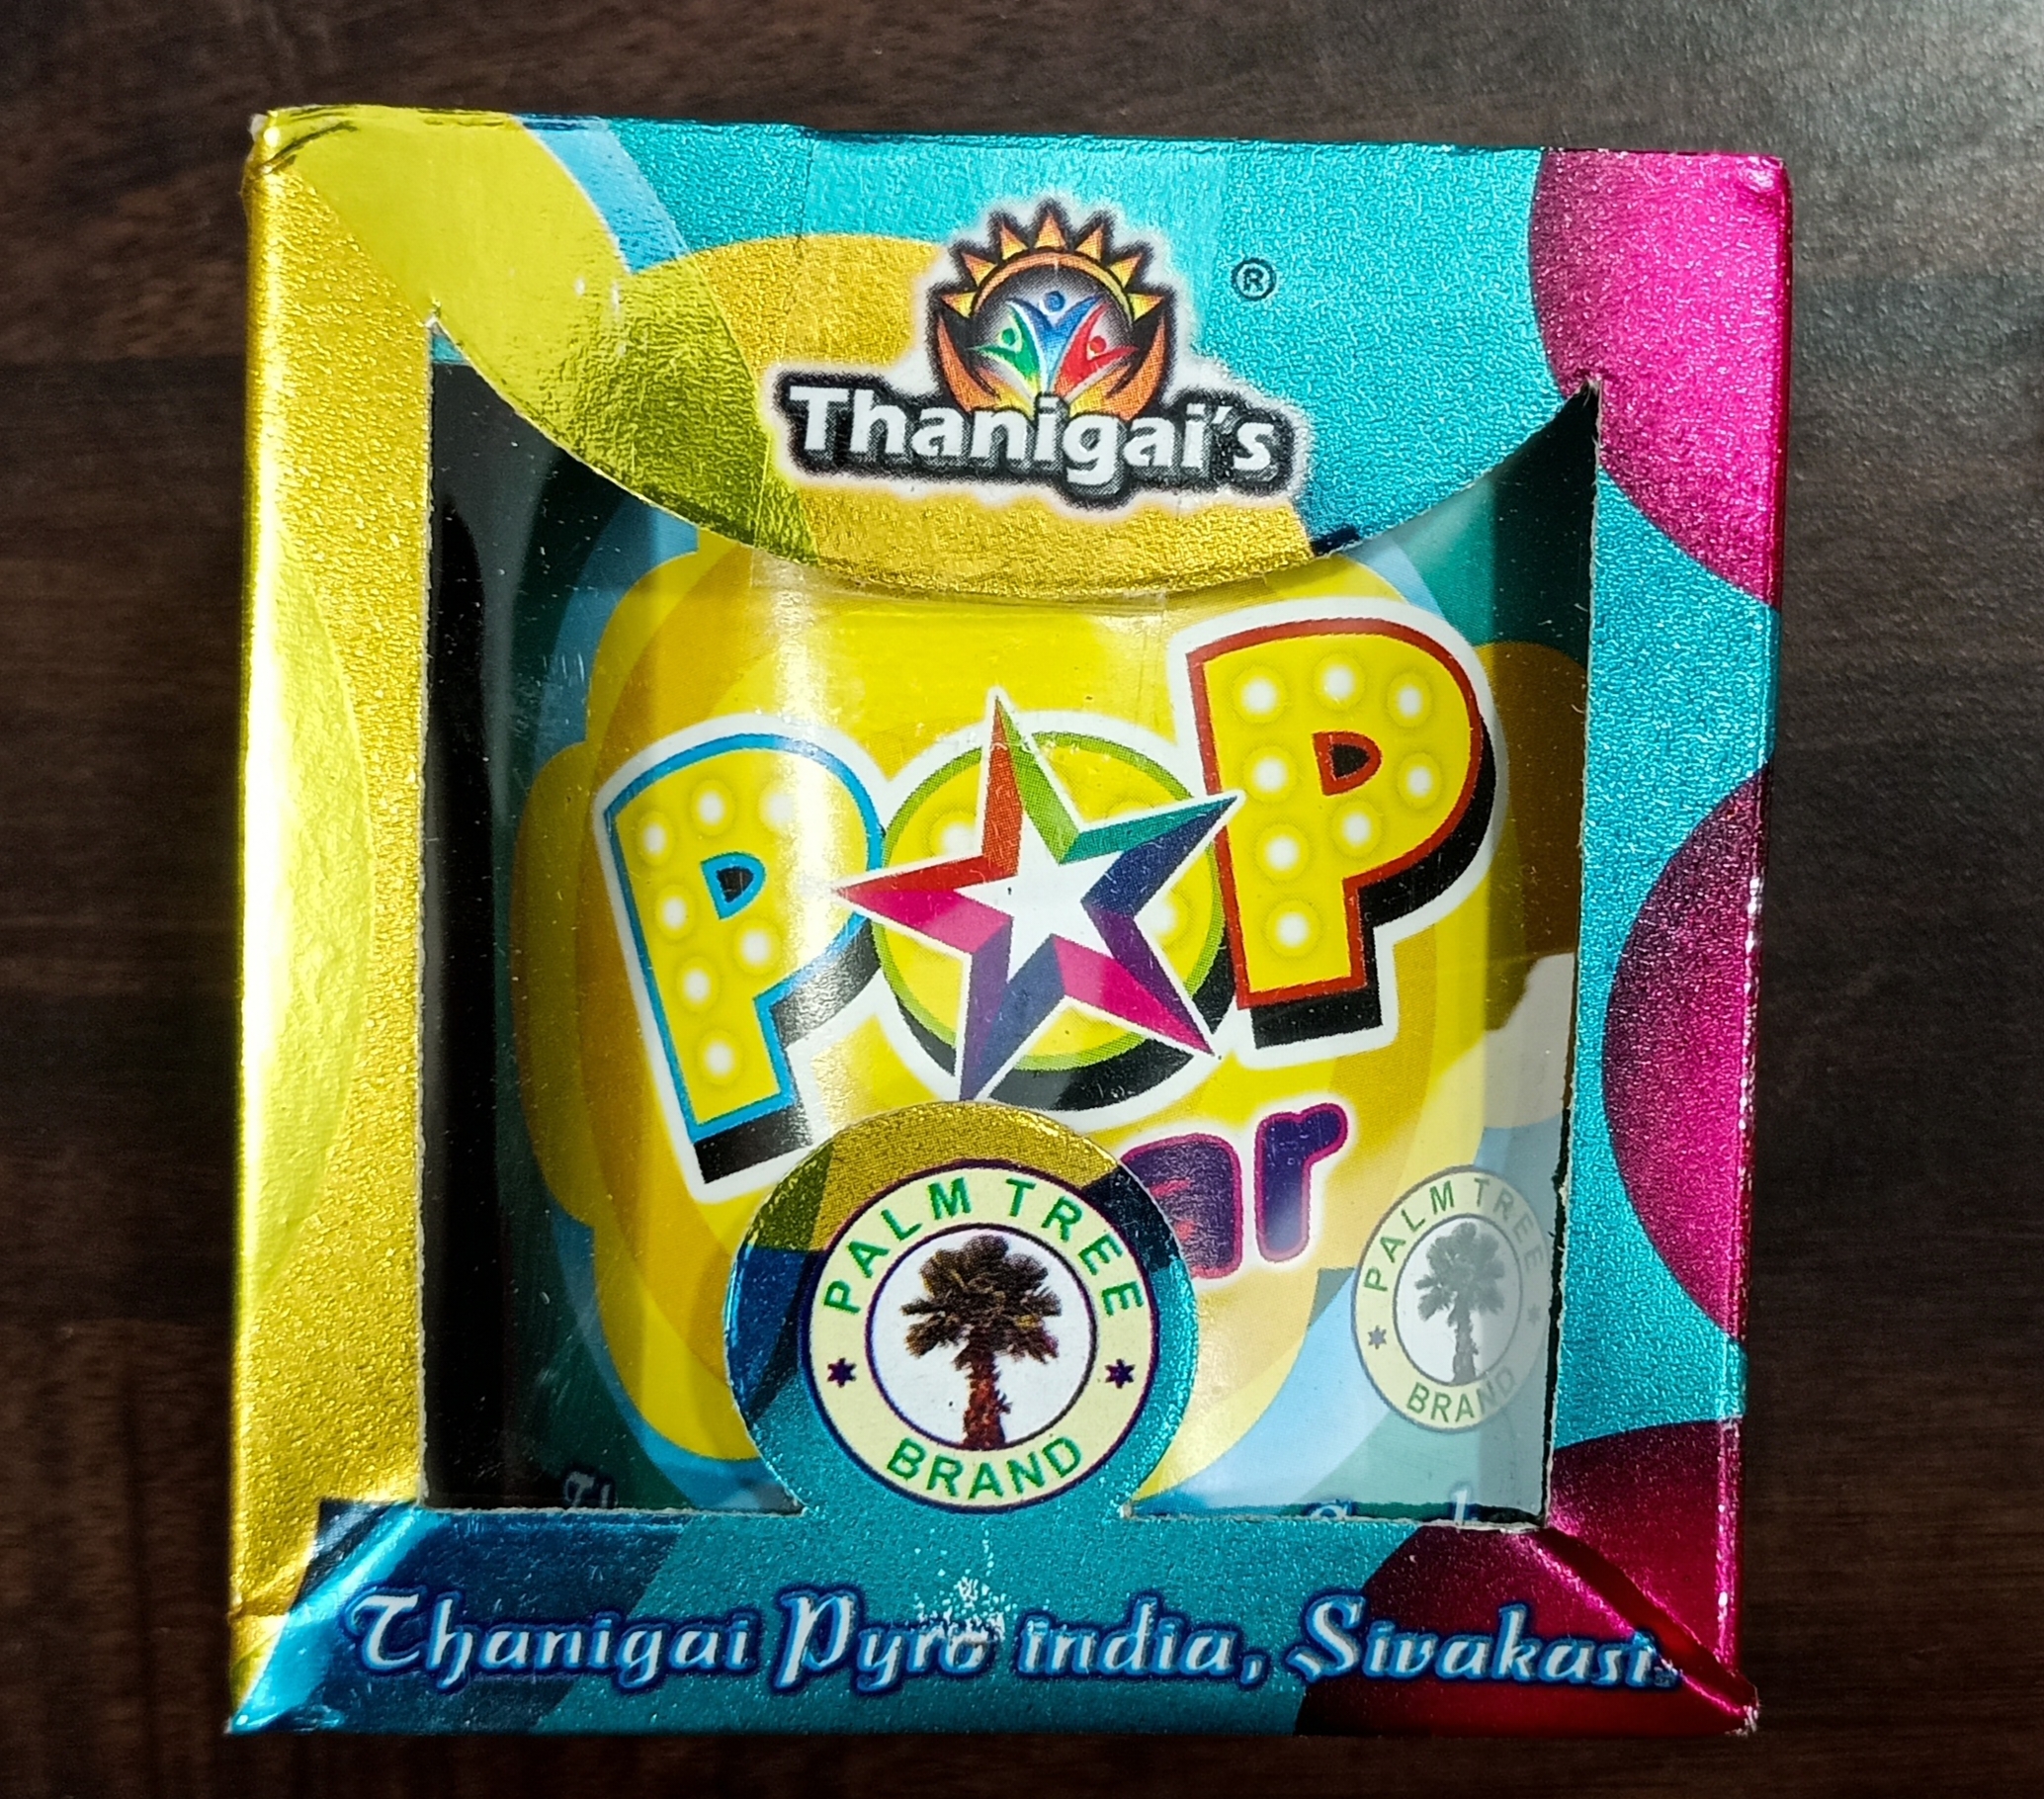 Thanigai's ®
POP
ar
PALM TREE
BRAND
PALM TREE
BRAND
Thanigai Pyro india, Sivakasi.